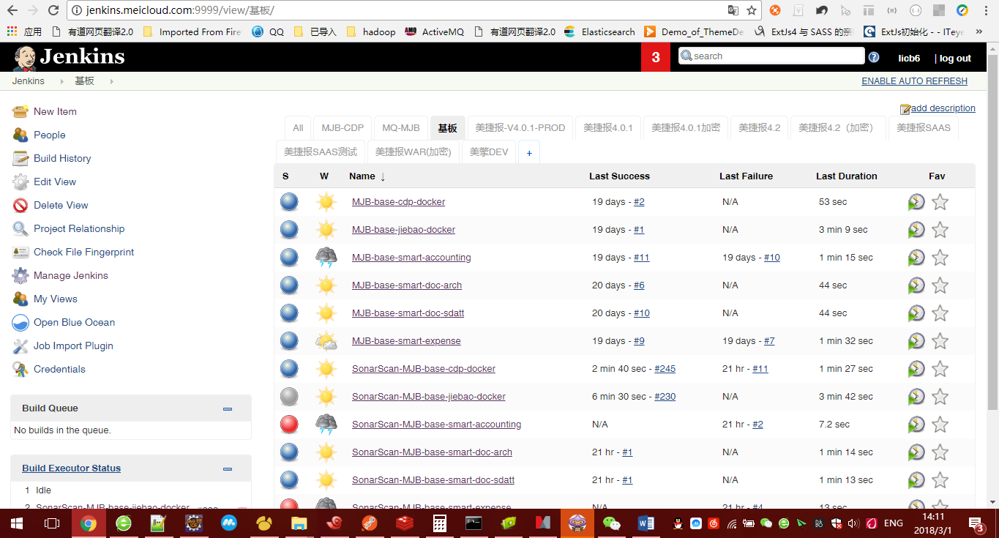 jenkins.meicloud.com:9999/view/基板/
应用 有道网页翻译2.0 Imported From Fire QQ 已导入 hadoop ActiveMQ 有道网页翻译2.0 Elasticsearch Demo_of_ThemeDe ExtJs4 与 SASS 的亲 ExtJs初始化 - - ITeye »
Jenkins 3 search licb6 | log out
Jenkins 基板 ENABLE AUTO REFRESH
add description
New Item
People
Build History
Edit View
Delete View
Project Relationship
Check File Fingerprint
Manage Jenkins
My Views
Open Blue Ocean
Job Import Plugin
Credentials
Build Queue
No builds in the queue.
Build Executor Status
1 Idle
2 SonarScan-MJB-base-jiebao-docker
All MJB-CDP MQ-MJB 基板 美捷报-V4.0.1-PROD 美捷报4.0.1 美捷报4.0.1加密 美捷报4.2 美捷报4.2（加密） 美捷报SAAS
美捷报SAAS测试 美捷报WAR(加密) 美擎DEV +
S W Name ↓ Last Success Last Failure Last Duration Fav
MJB-base-cdp-docker 19 days - #2 N/A 53 sec
MJB-base-jiebao-docker 19 days - #1 N/A 3 min 9 sec
MJB-base-smart-accounting 19 days - #11 19 days - #10 1 min 15 sec
MJB-base-smart-doc-arch 20 days - #6 N/A 44 sec
MJB-base-smart-doc-sdatt 20 days - #10 N/A 44 sec
MJB-base-smart-expense 19 days - #9 19 days - #7 1 min 32 sec
SonarScan-MJB-base-cdp-docker 2 min 40 sec - #245 21 hr - #11 1 min 27 sec
SonarScan-MJB-base-jiebao-docker 6 min 30 sec - #230 N/A 3 min 42 sec
SonarScan-MJB-base-smart-accounting N/A 21 hr - #2 7.2 sec
SonarScan-MJB-base-smart-doc-arch 21 hr - #1 N/A 1 min 14 sec
SonarScan-MJB-base-smart-doc-sdatt 21 hr - #1 N/A 1 min 13 sec
SonarScan-MJB-base-smart-expense N/A 21 hr - #4 13 sec
ENG 14:11
2018/3/1 3